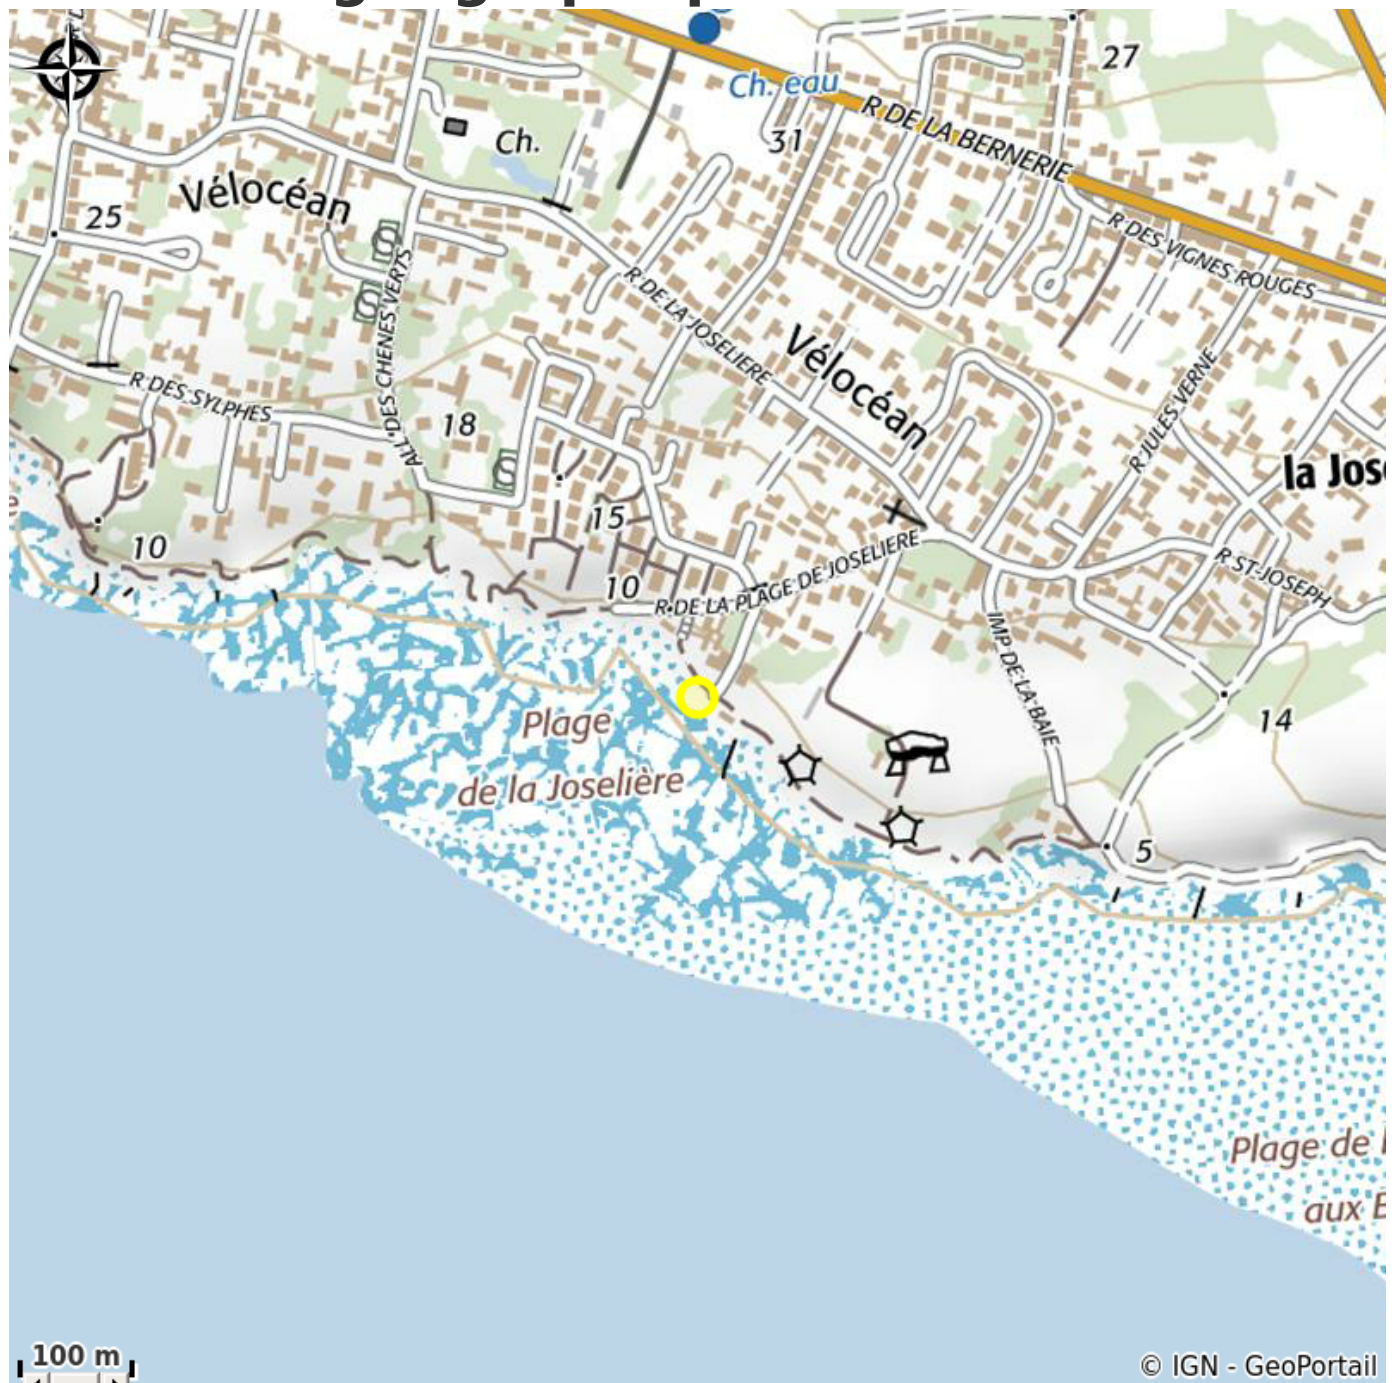 Ch. eau
27
R DE LA BERNERIE
31
Ch.
Vélocéan
25
R DES VIGNES ROUGES
S
S
ALL DES CHENES VERTS
R DE LA JOSELIERE
Vélocéan
R JULES VERNE
R DES SYLPHES
18
S
la Jos
15
10
R DE LA PLAGE DE JOSELIERE
R ST-JOSEPH
10
IMP DE LA BAIE
14
Plage
de la Joselière
5
Plage de
aux
100 m
© IGN - GeoPortail